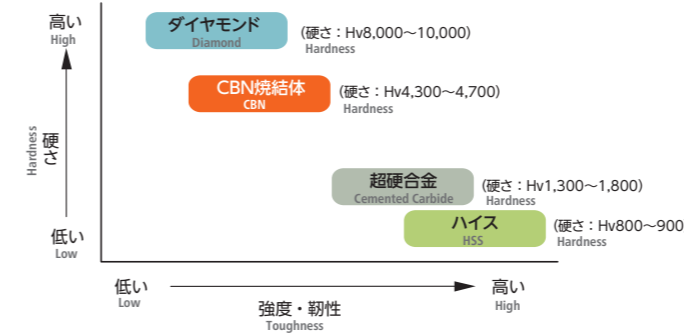 高い
High
ダイヤモンド
Diamond
(硬さ：Hv8,000～10,000)
Hardness
CBN焼結体
CBN
(硬さ：Hv4,300～4,700)
Hardness
硬さ
Hardness
超硬合金
Cemented Carbide
(硬さ：Hv1,300～1,800)
Hardness
ハイス
HSS
(硬さ：Hv800～900
Hardness
低い
Low
低い
Low
強度・靭性
Toughness
高い
High